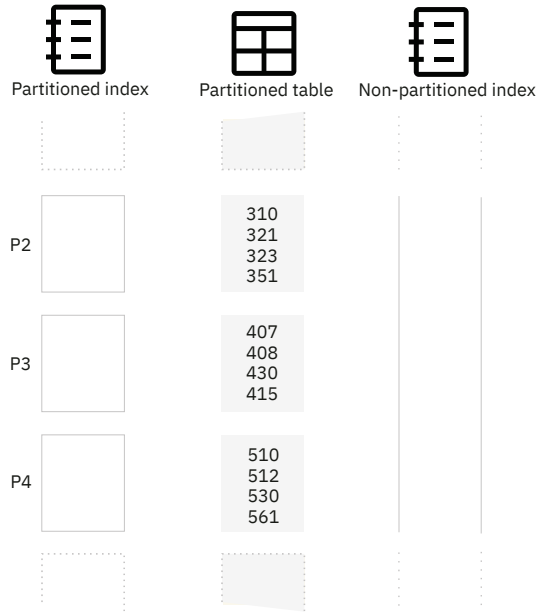 Partitioned index
Partitioned table
Non-partitioned index
P2
310
321
323
351
P3
407
408
430
415
P4
510
512
530
561